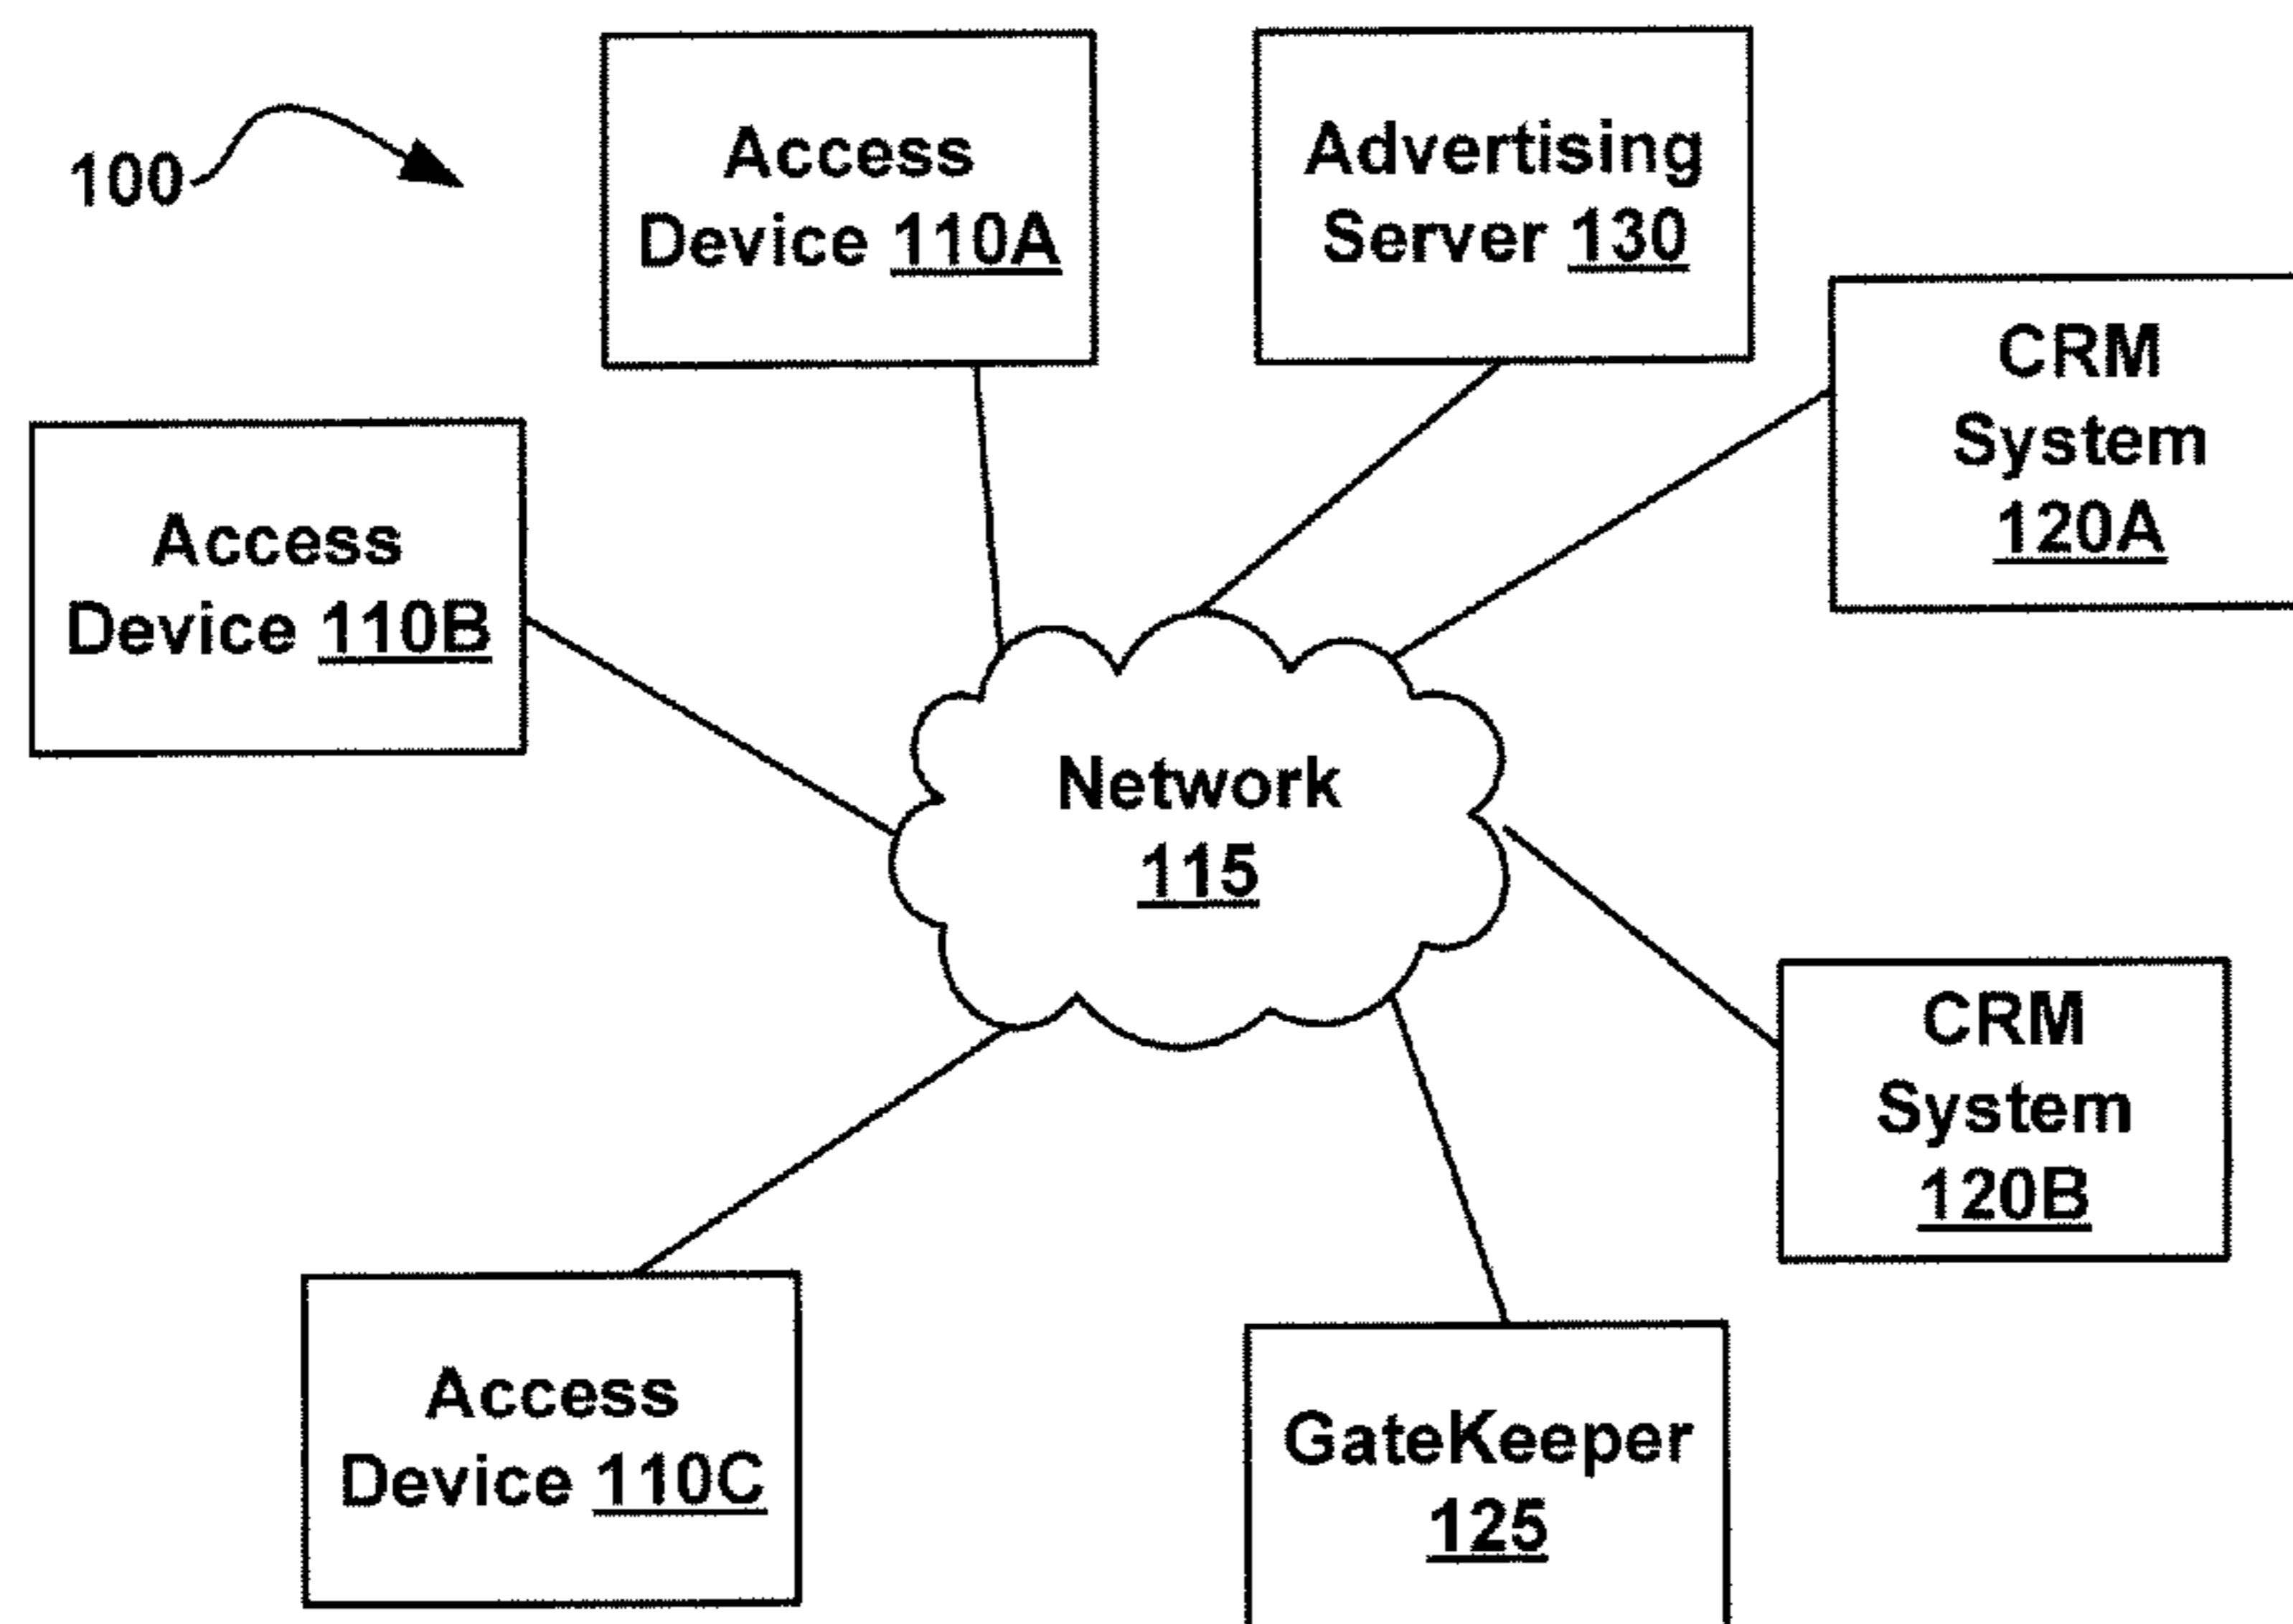 100
Access
Device 110A
Advertising
Server 130
CRM
System
120A
Access
Device 110B
Network
115
CRM
System
120B
Access
Device 110C
GateKeeper
125